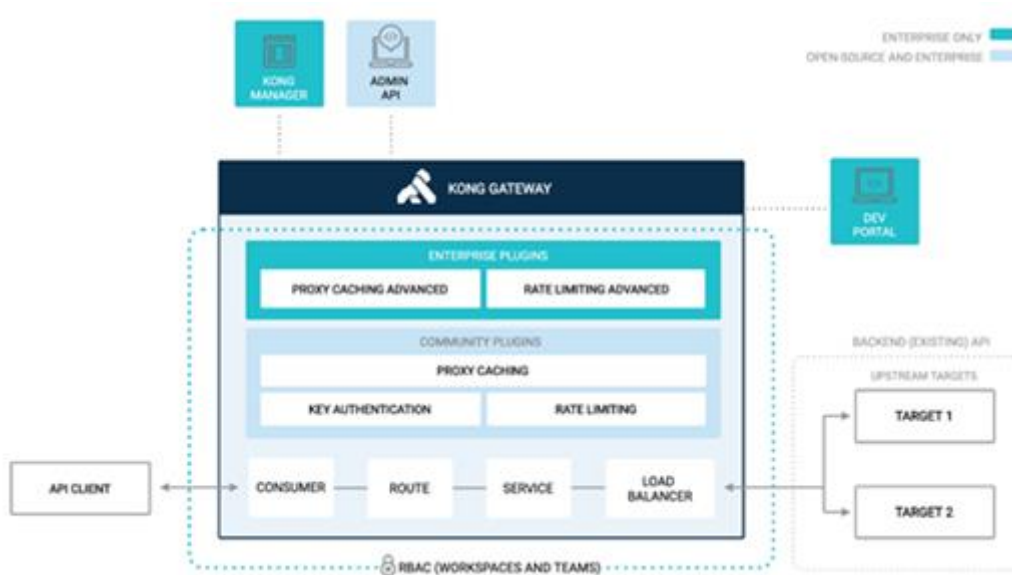 KONG
MANAGER
ADMIN
API
ENTERPRISE ONLY
OPEN-SOURCE AND ENTERPRISE
KONG GATEWAY
DEV
PORTAL
ENTERPRISE PLUGINS
PROXY CACHING ADVANCED
RATE LIMITING ADVANCED
COMMUNITY PLUGINS
PROXY CACHING
KEY AUTHENTICATION
RATE LIMITING
BACKEND (EXISTING) API
UPSTREAM TARGETS
TARGET 1
TARGET 2
API CLIENT
CONSUMER
ROUTE
SERVICE
LOAD
BALANCER
RBAC (WORKSPACES AND TEAMS)